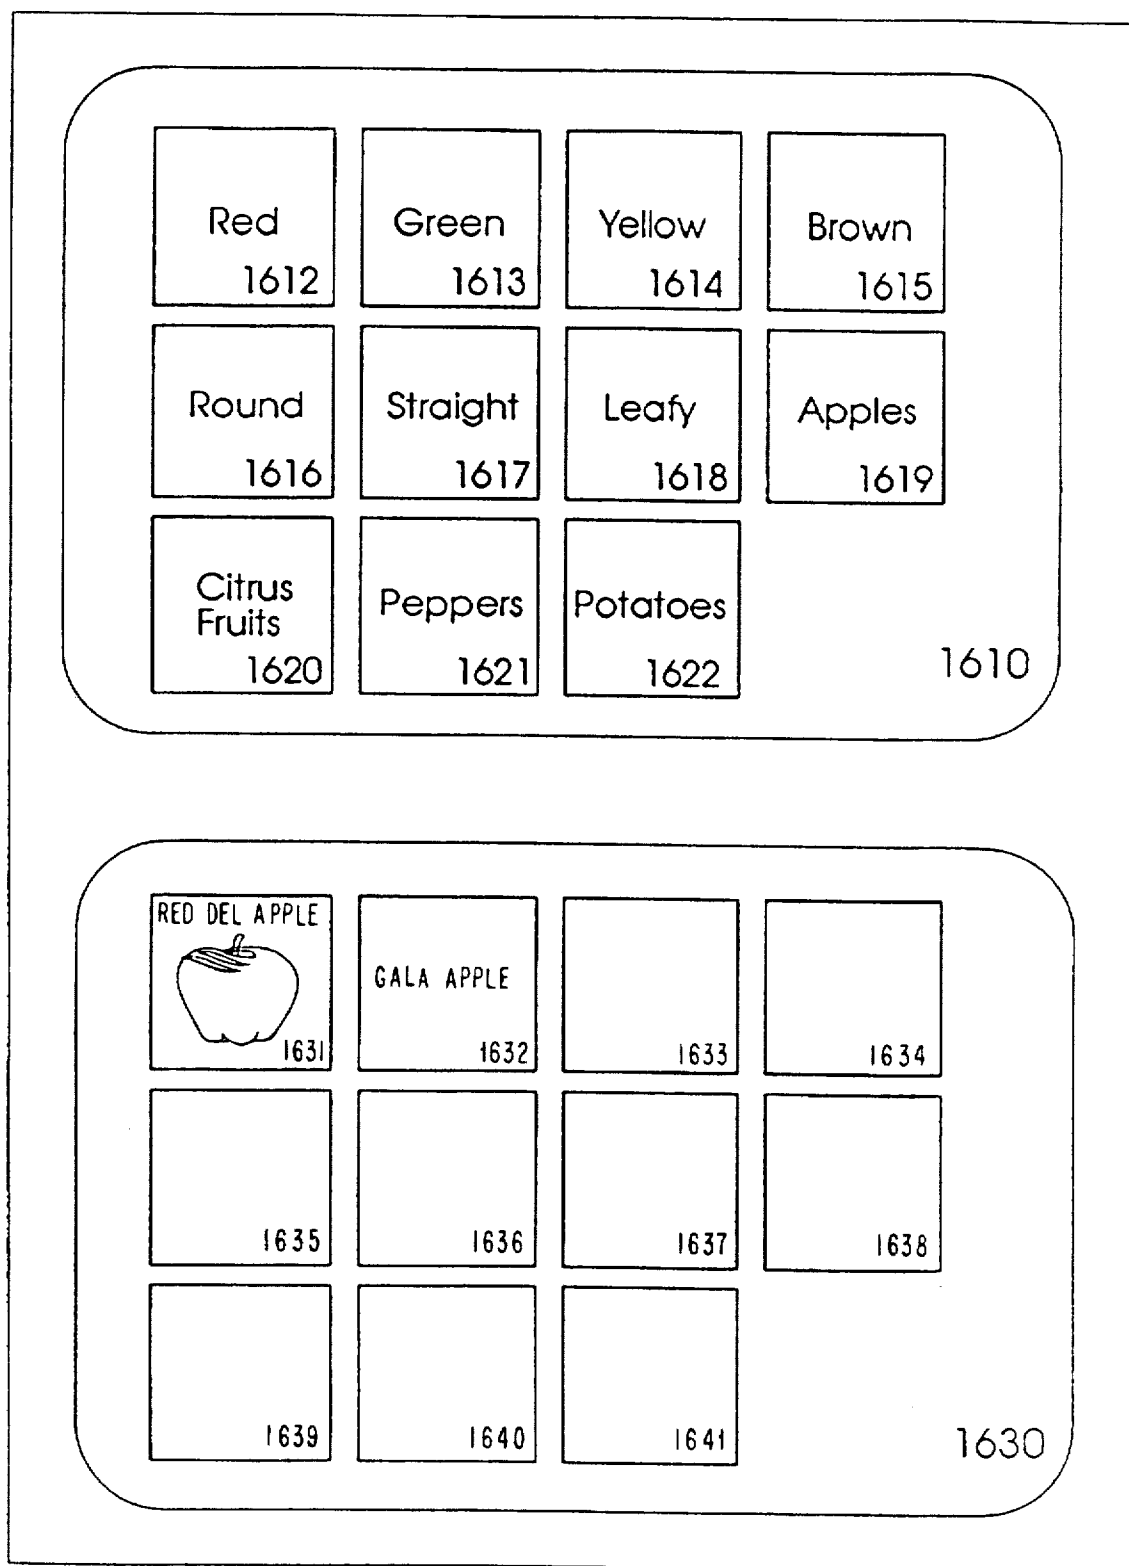 Red
1612
Green
1613
Yellow
1614
Brown
1615
Round
1616
Straight
1617
Leafy
1618
Apples
1619
Citrus
Fruits
1620
Peppers
1621
Potatoes
1622
1610
RED DEL APPLE
1631
GALA APPLE
1632
1633
1634
1635
1636
1637
1638
1639
1640
1641
1630